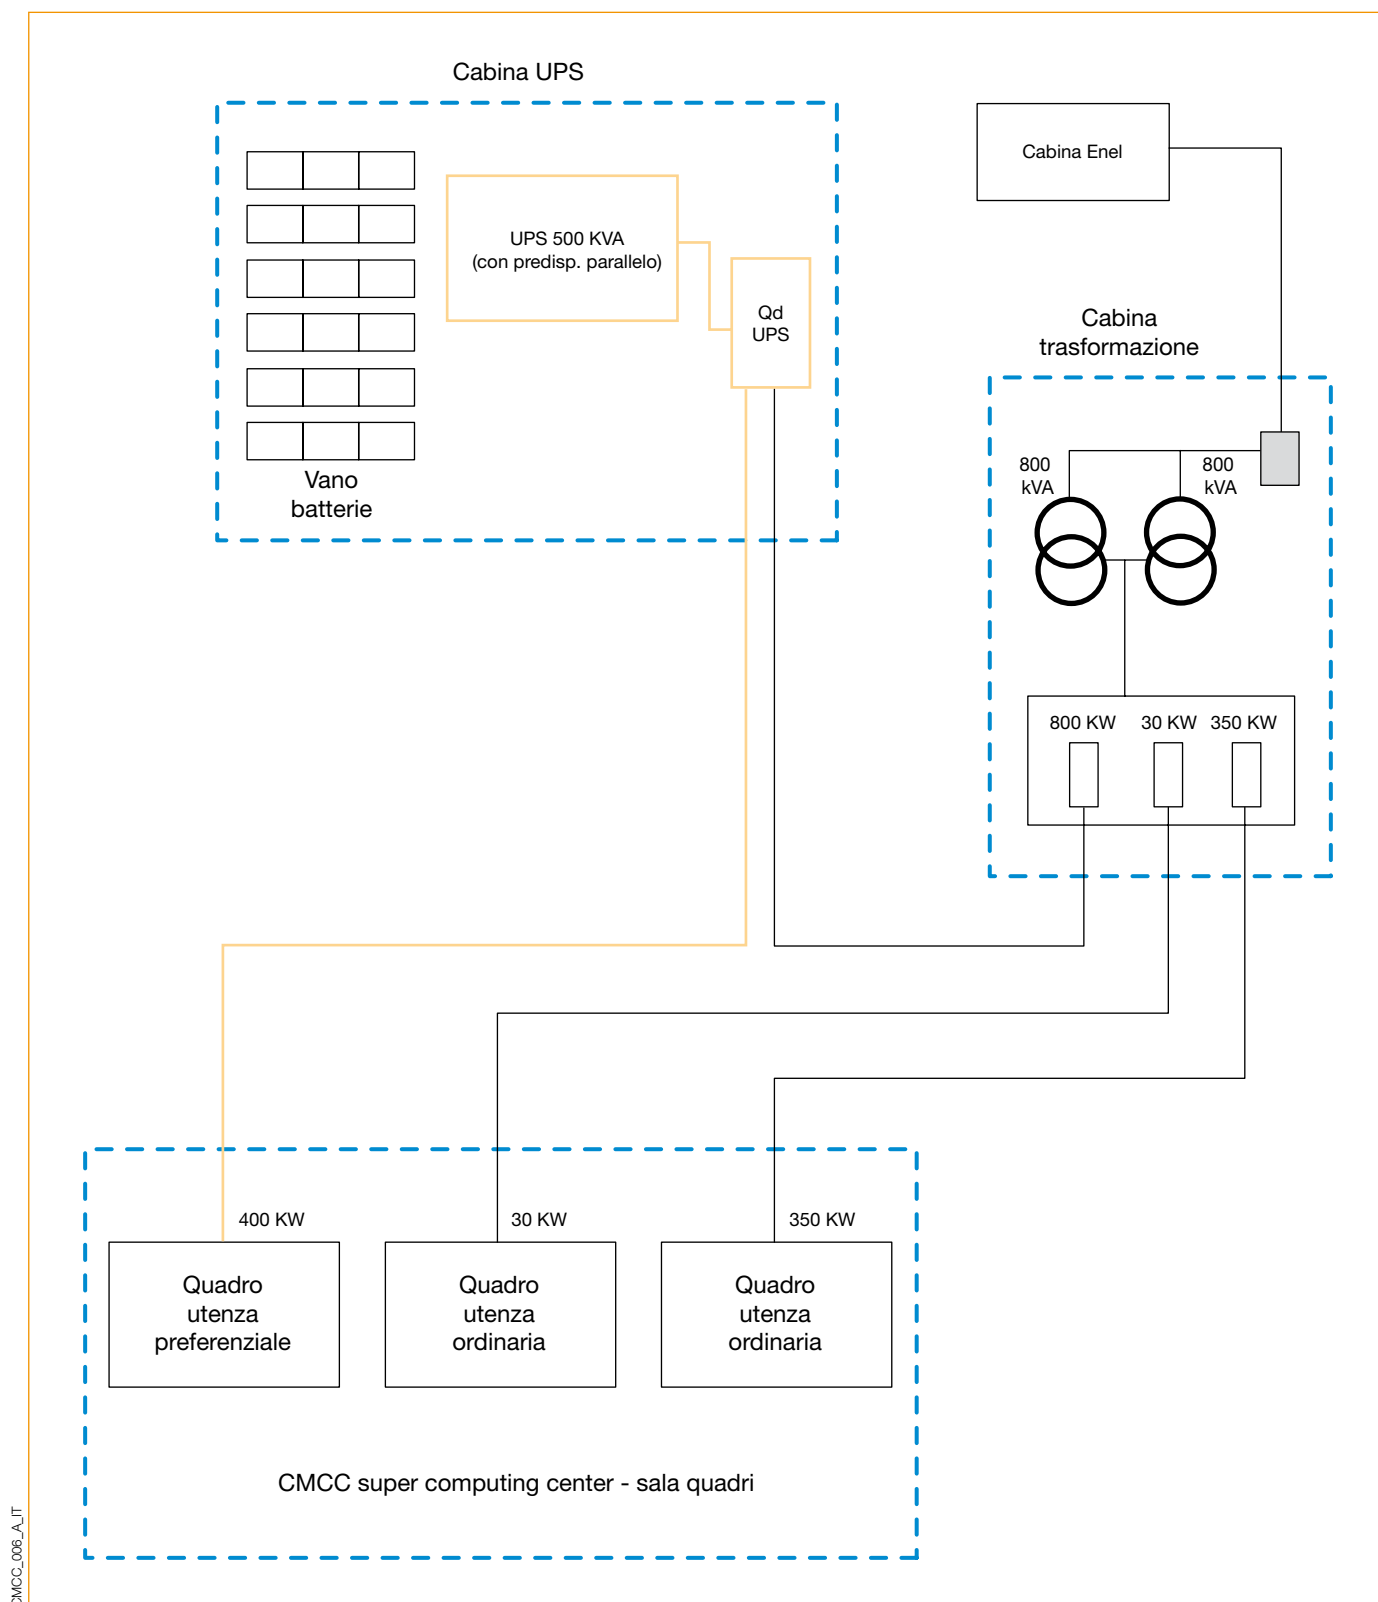 Cabina UPS
Cabina Enel
UPS 500 KVA
(con predisp. parallelo)
Qd
UPS
Cabina
trasformazione
Vano
batterie
800
kVA
800
kVA
800 KW
30 KW
350 KW
400 KW
30 KW
350 KW
Quadro
utenza
preferenziale
Quadro
utenza
ordinaria
Quadro
utenza
ordinaria
CMCC super computing center - sala quadri
CMCC_006_A_IT